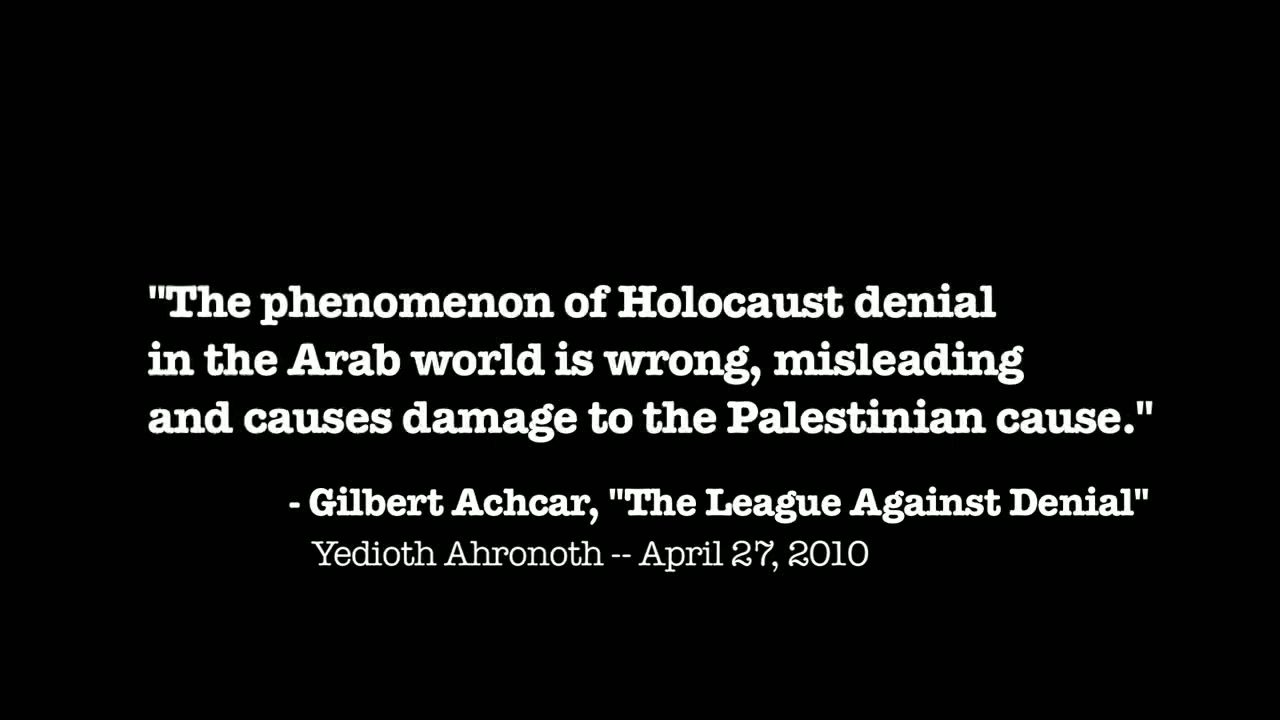 "The phenomenon of Holocaust denial
in the Arab world is wrong, misleading
and causes damage to the Palestinian cause."
- Gilbert Achcar, "The League Against Denial"
Yedioth Ahronoth -- April 27, 2010